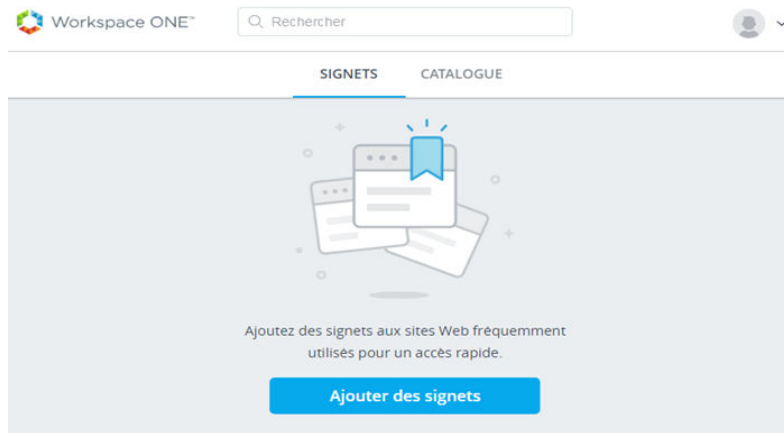 Workspace ONE™
Rechercher
SIGNETS
CATALOGUE
Ajoutez des signets aux sites Web fréquemment
utilisés pour un accès rapide.
Ajouter des signets